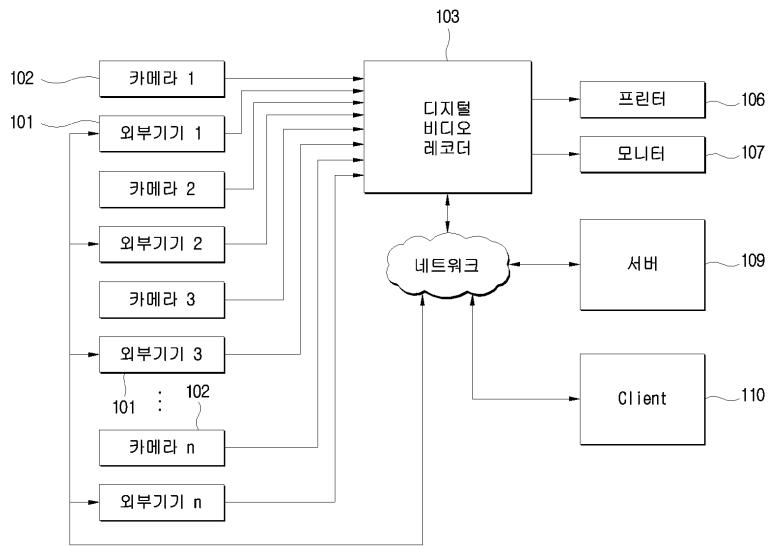 103
102
카메라 1
101
외부기기 1
디지털
비디오
레코더
프린터
106
모니터
107
카메라 2
외부기기 2
네트워크
서버
109
카메라 3
외부기기 3
101
102
Client
110
카메라 n
외부기기 n